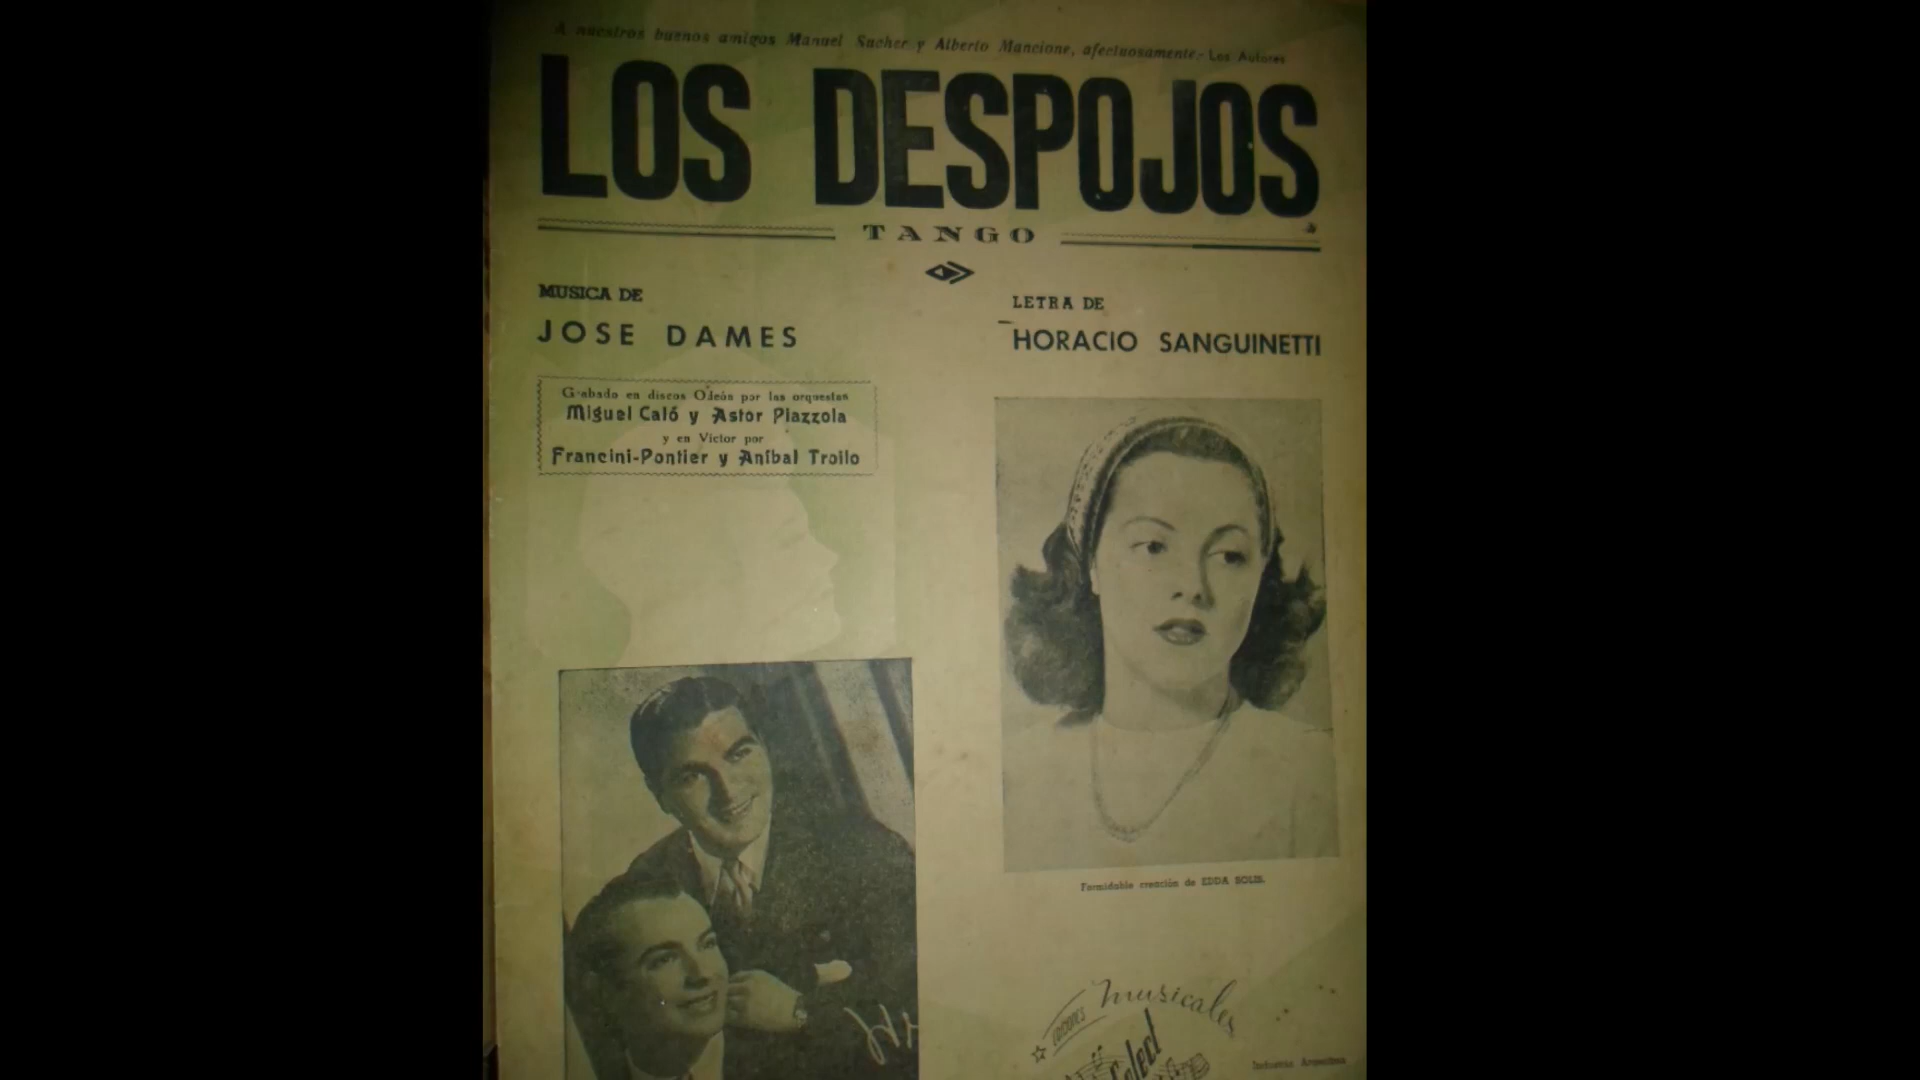 A nuestros buenos amigos Manuel Sucher y Alberto Mancione, afectuosamente.- Los Autores
LOS DESPOJOS
TANGO
MUSICA DE
JOSE DAMES
LETRA DE
HORACIO SANGUINETTI
Grabado en discos Odeón por las orquestas
Miguel Caló y Astor Piazzola
y en Victor por
Francini-Pontier y Aníbal Troilo
Formidable creación de EDDA SOLIS.
EDICIONES Musicales
Select
Industria Argentina